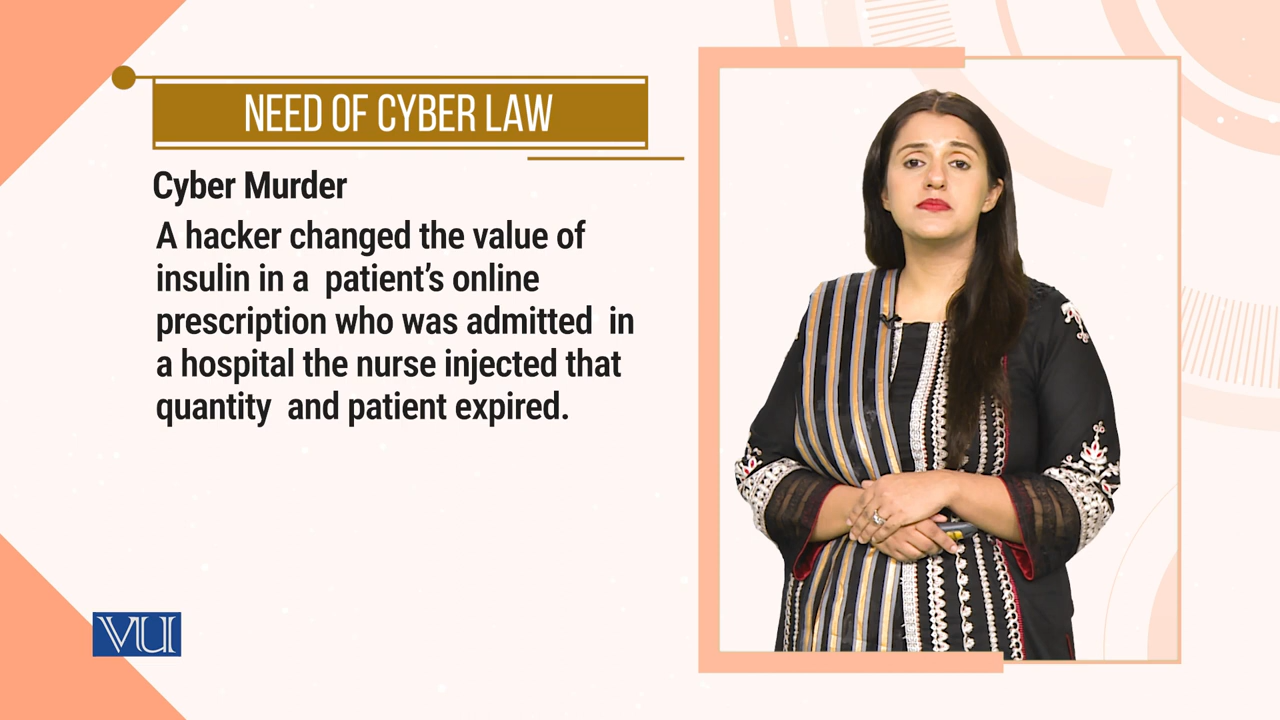 NEED OF CYBER LAW
Cyber Murder
A hacker changed the value of
insulin in a  patient’s online
prescription who was admitted  in
a hospital the nurse injected that
quantity  and patient expired.
VU